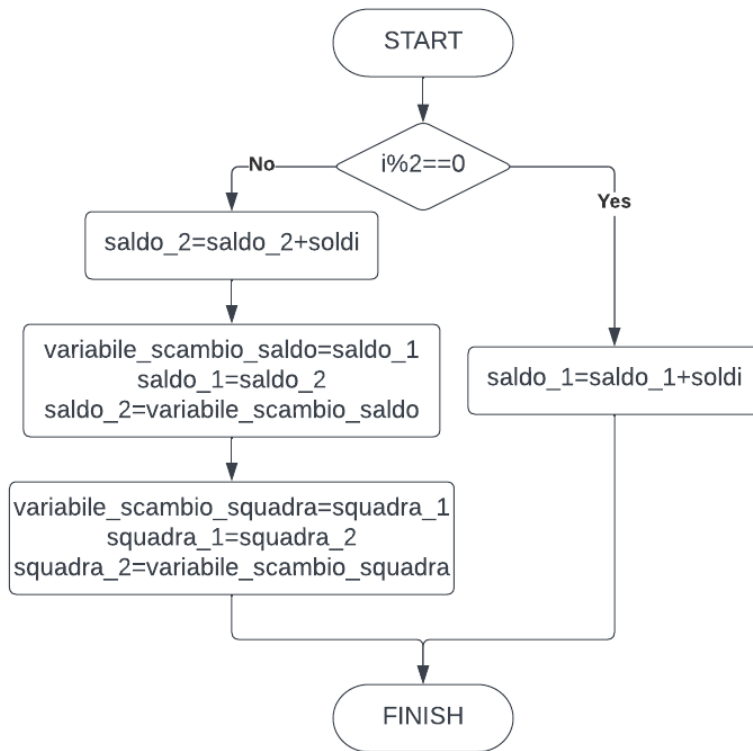 START
i%2==0
No
Yes
saldo_2=saldo_2+soldi
variabile_scambio_saldo=saldo_1
saldo_1=saldo_2
saldo_2=variabile_scambio_saldo
saldo_1=saldo_1+soldi
variabile_scambio_squadra=squadra_1
squadra_1=squadra_2
squadra_2=variabile_scambio_squadra
FINISH